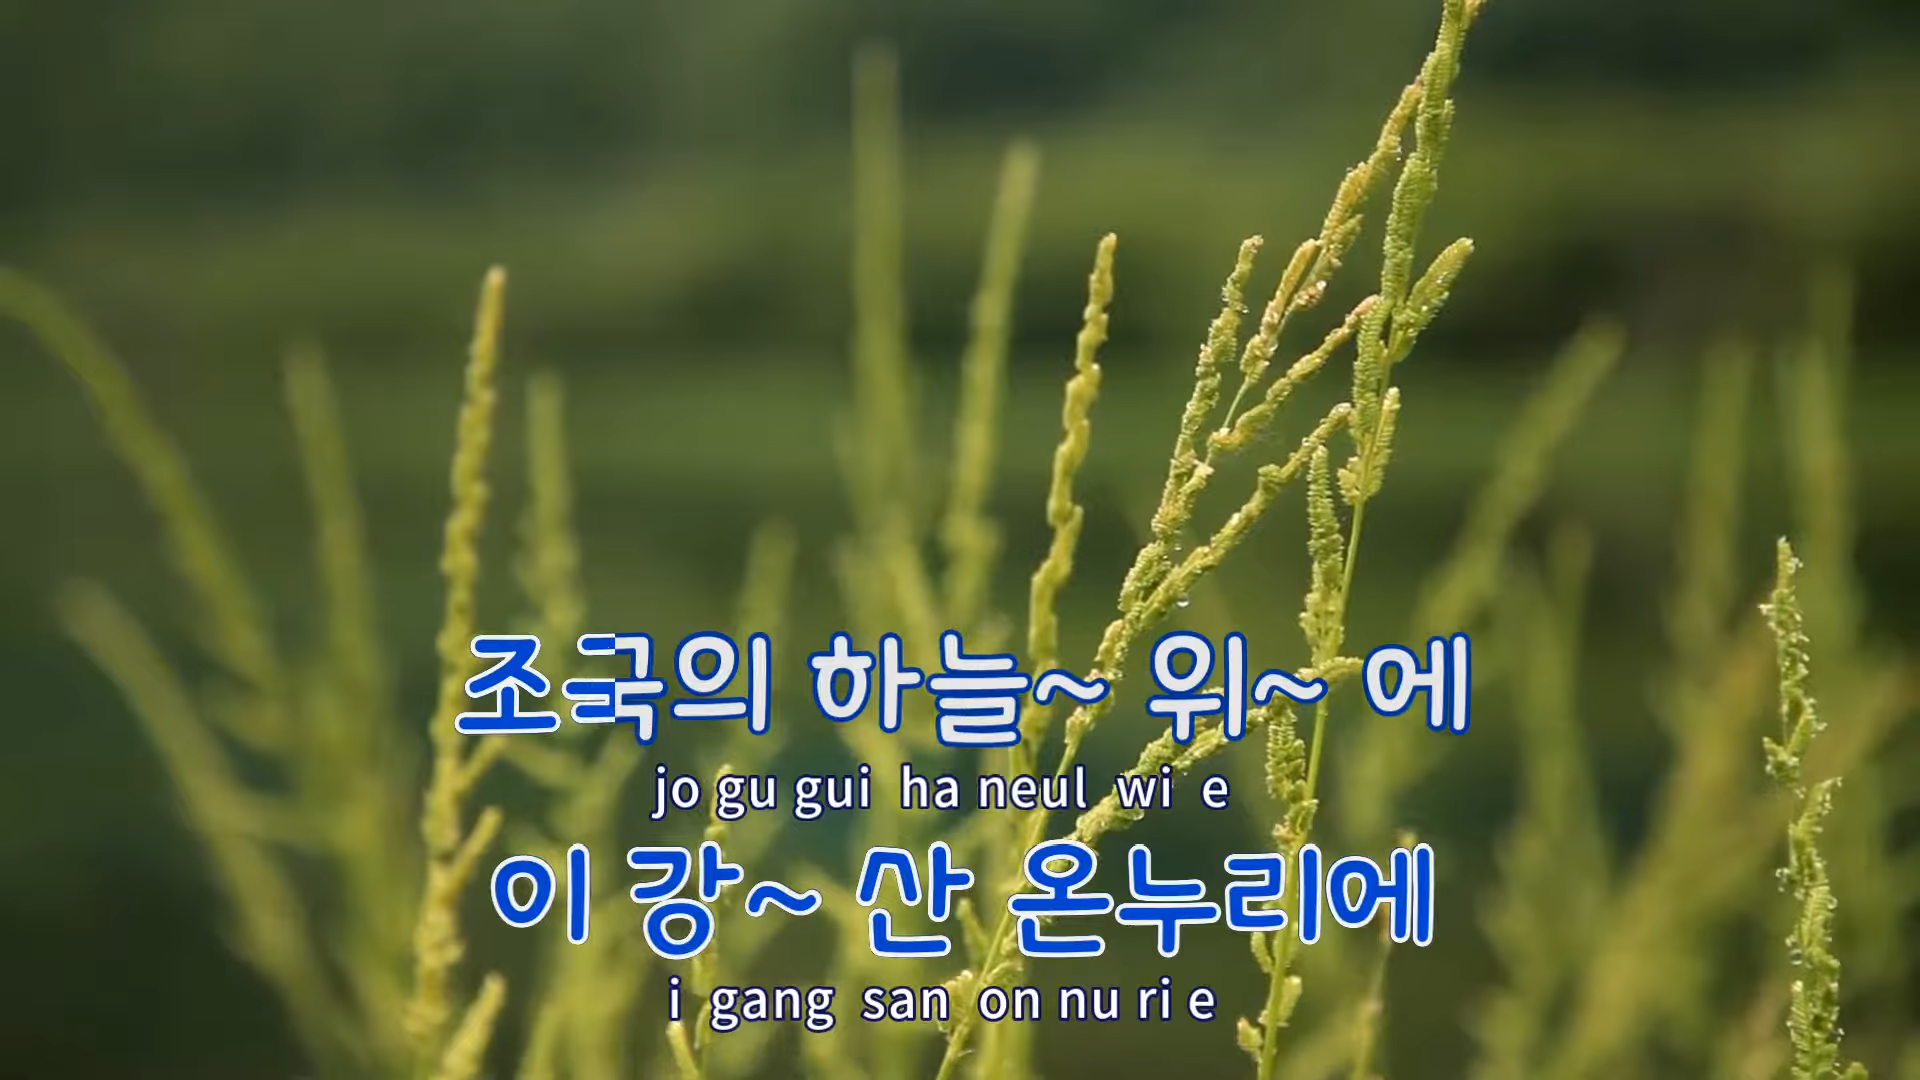 조국의 하늘~ 위~ 에
jo gu gui ha neul wi e
이 강~ 산 온누리에
i gang san on nu ri e